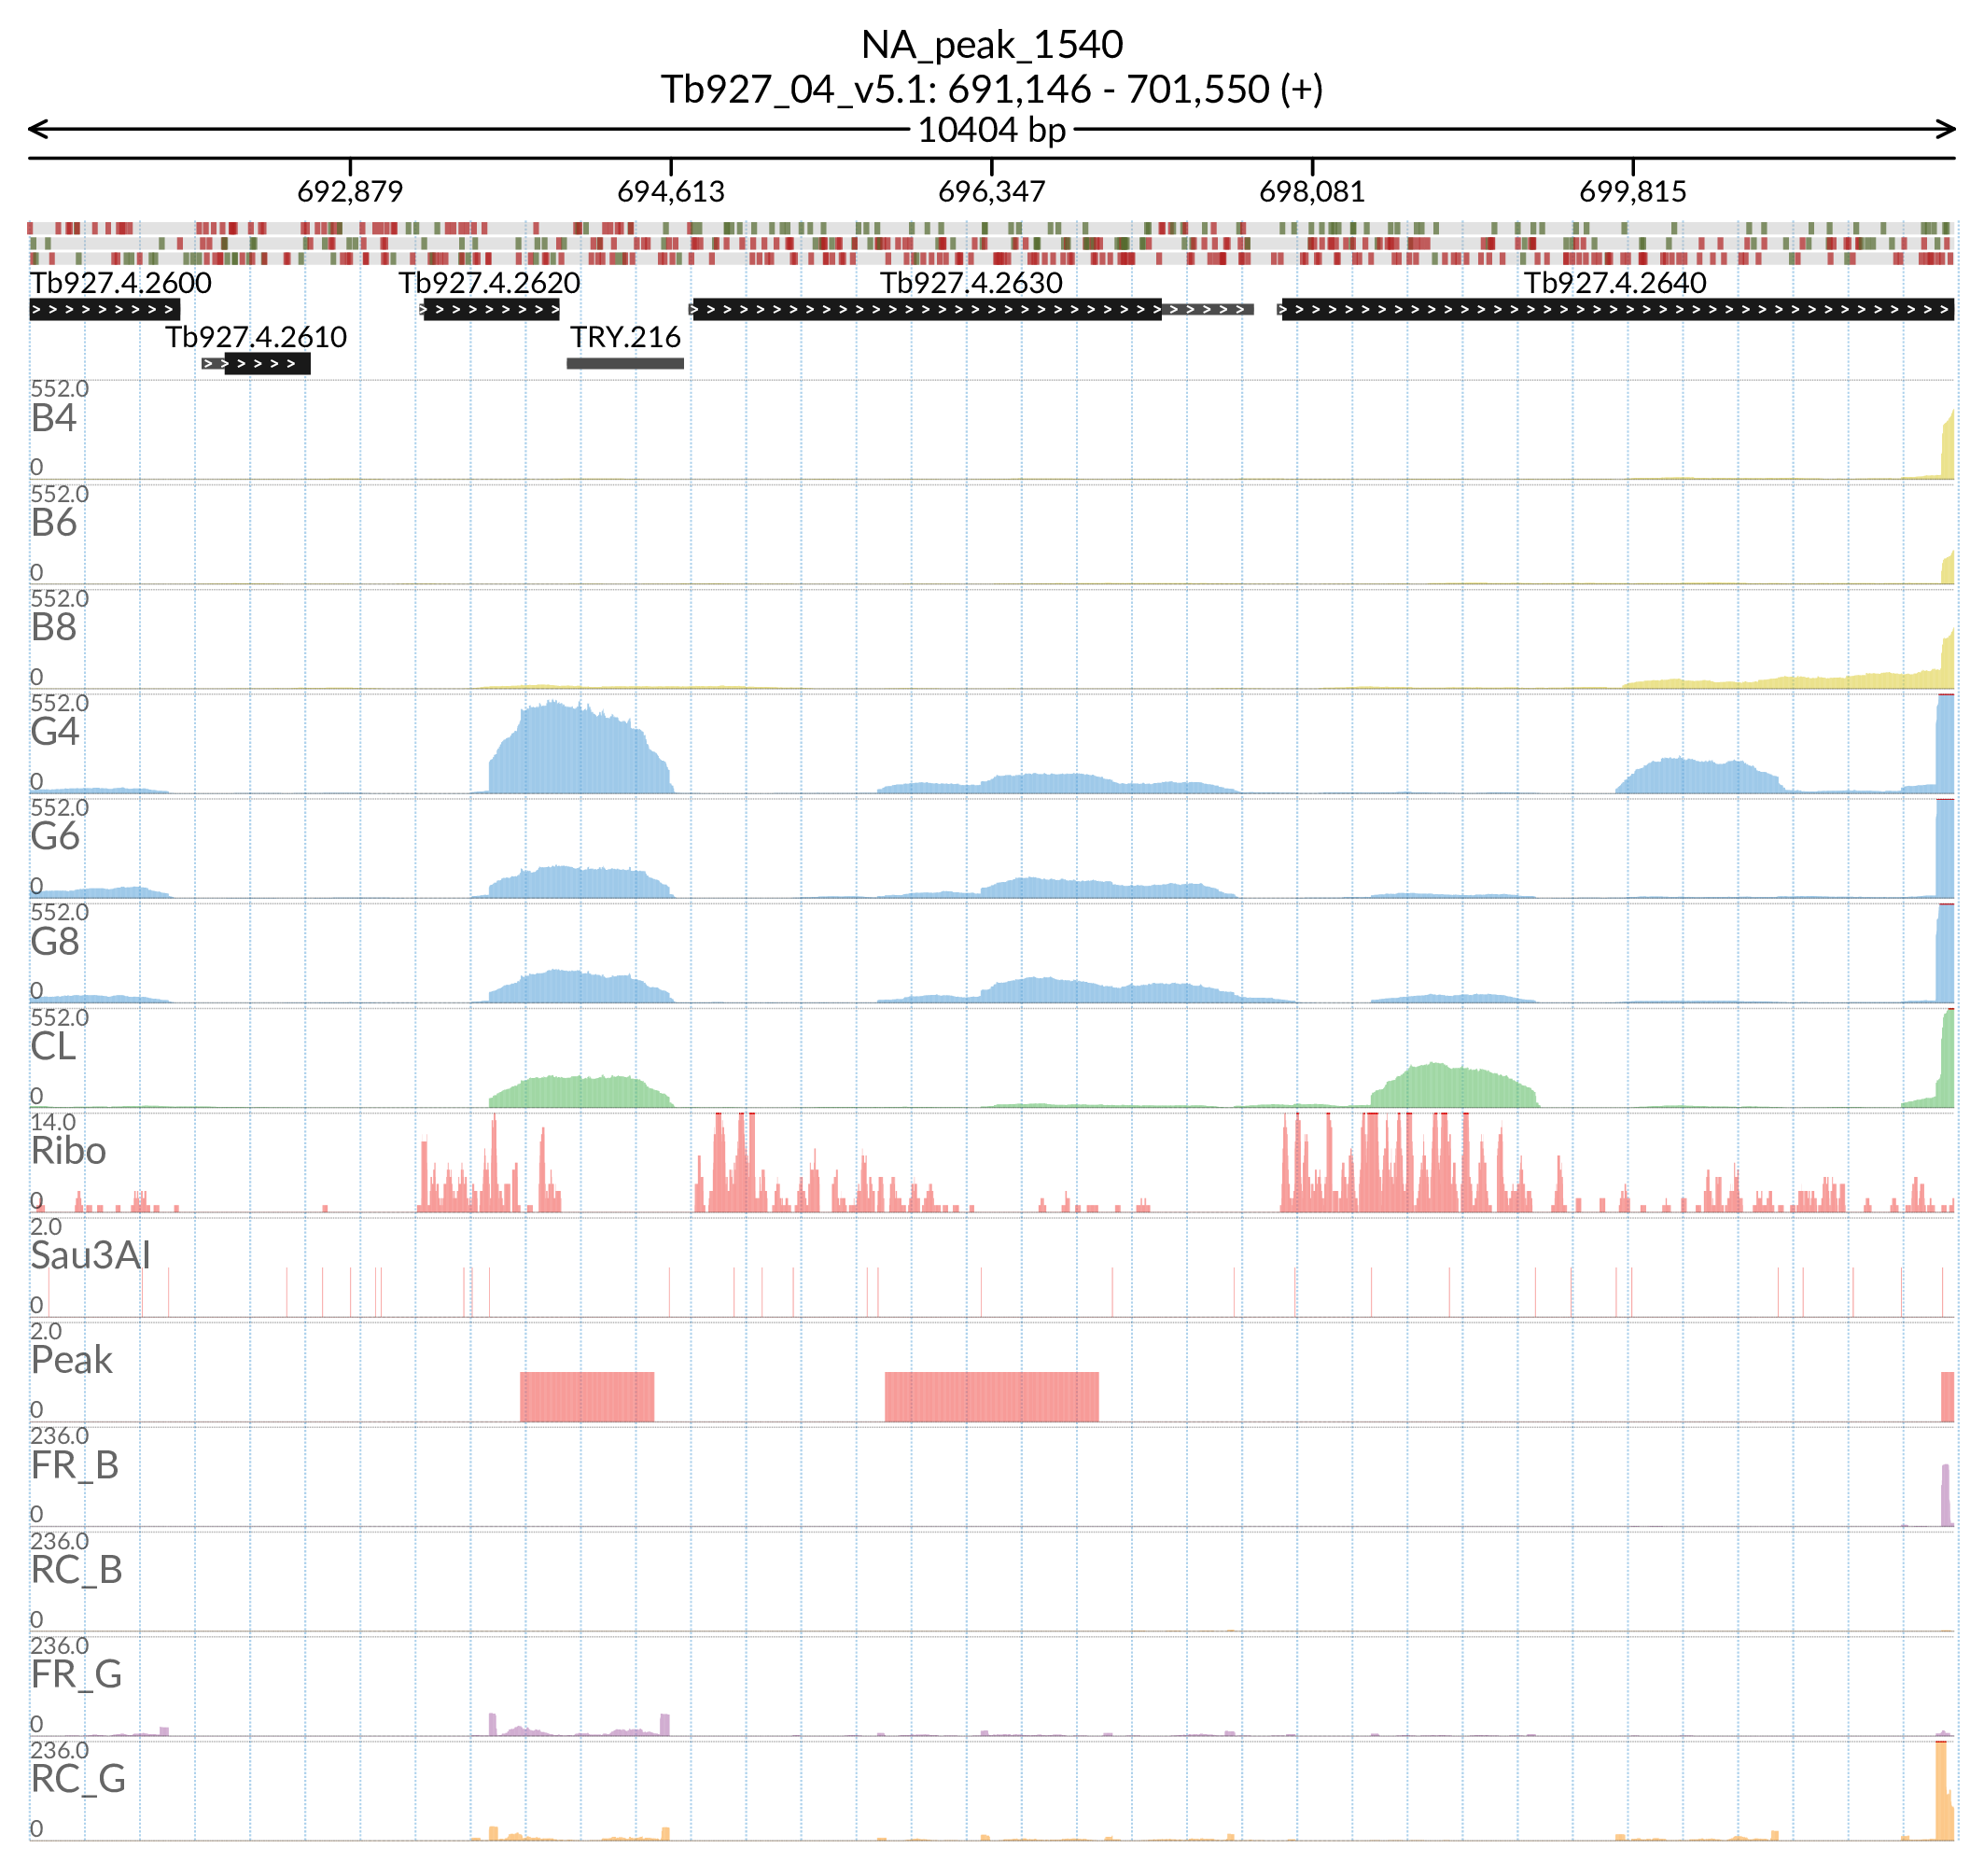 NA_peak_1540
Tb927_04_v5.1: 691,146 - 701,550 (+)
10404 bp
692,879 694,613 696,347 698,081 699,815
Tb927.4.2600 Tb927.4.2620 Tb927.4.2630 Tb927.4.2640
Tb927.4.2610 TRY.216
552.0
B4
0
552.0
B6
0
552.0
B8
0
552.0
G4
0
552.0
G6
0
552.0
G8
0
552.0
CL
0
14.0
Ribo
0
2.0
Sau3AI
0
2.0
Peak
0
236.0
FR_B
0
236.0
RC_B
0
236.0
FR_G
0
236.0
RC_G
0